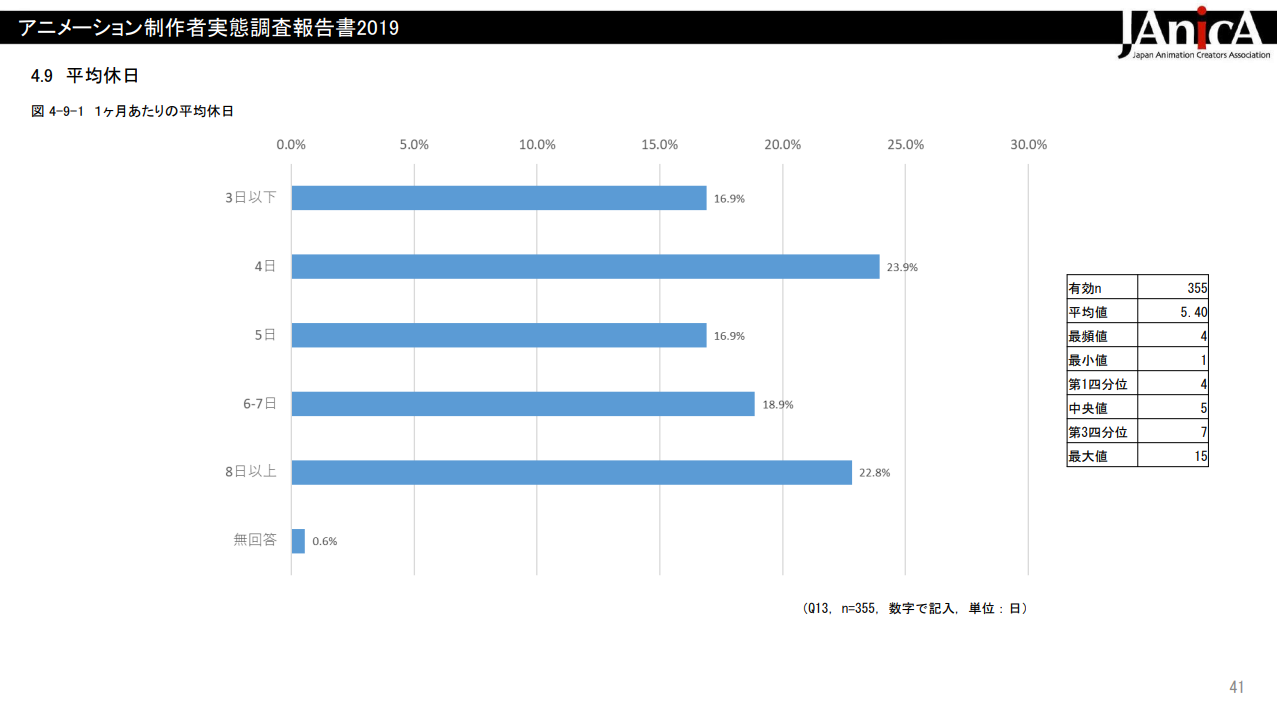 アニメーション制作者実態調査報告書2019
JAnicA
Japan Animation Creators Association
4.9 平均休日
図 4-9-1 1ヶ月あたりの平均休日
0.0% 5.0% 10.0% 15.0% 20.0% 25.0% 30.0%
3日以下 16.9%
4日 23.9%
5日 16.9%
6-7日 18.9%
8日以上 22.8%
無回答 0.6%
有効n 355
平均値 5.40
最頻値 4
最小値 1
第1四分位 4
中央値 5
第3四分位 7
最大値 15
（Q13, n=355, 数字で記入, 単位：日）
41